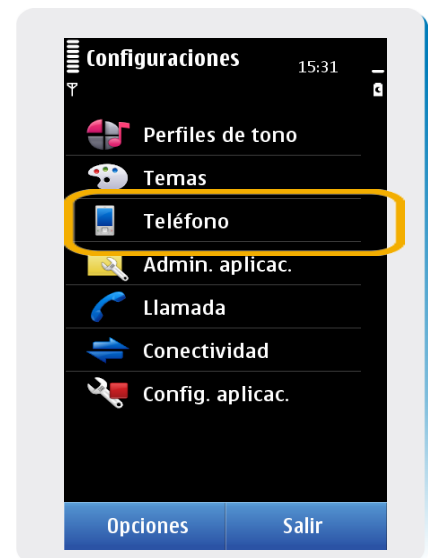 Configuraciones
15:31
Perfiles de tono
Temas
Teléfono
Admin. aplicac.
Llamada
Conectividad
Config. aplicac.
Opciones
Salir